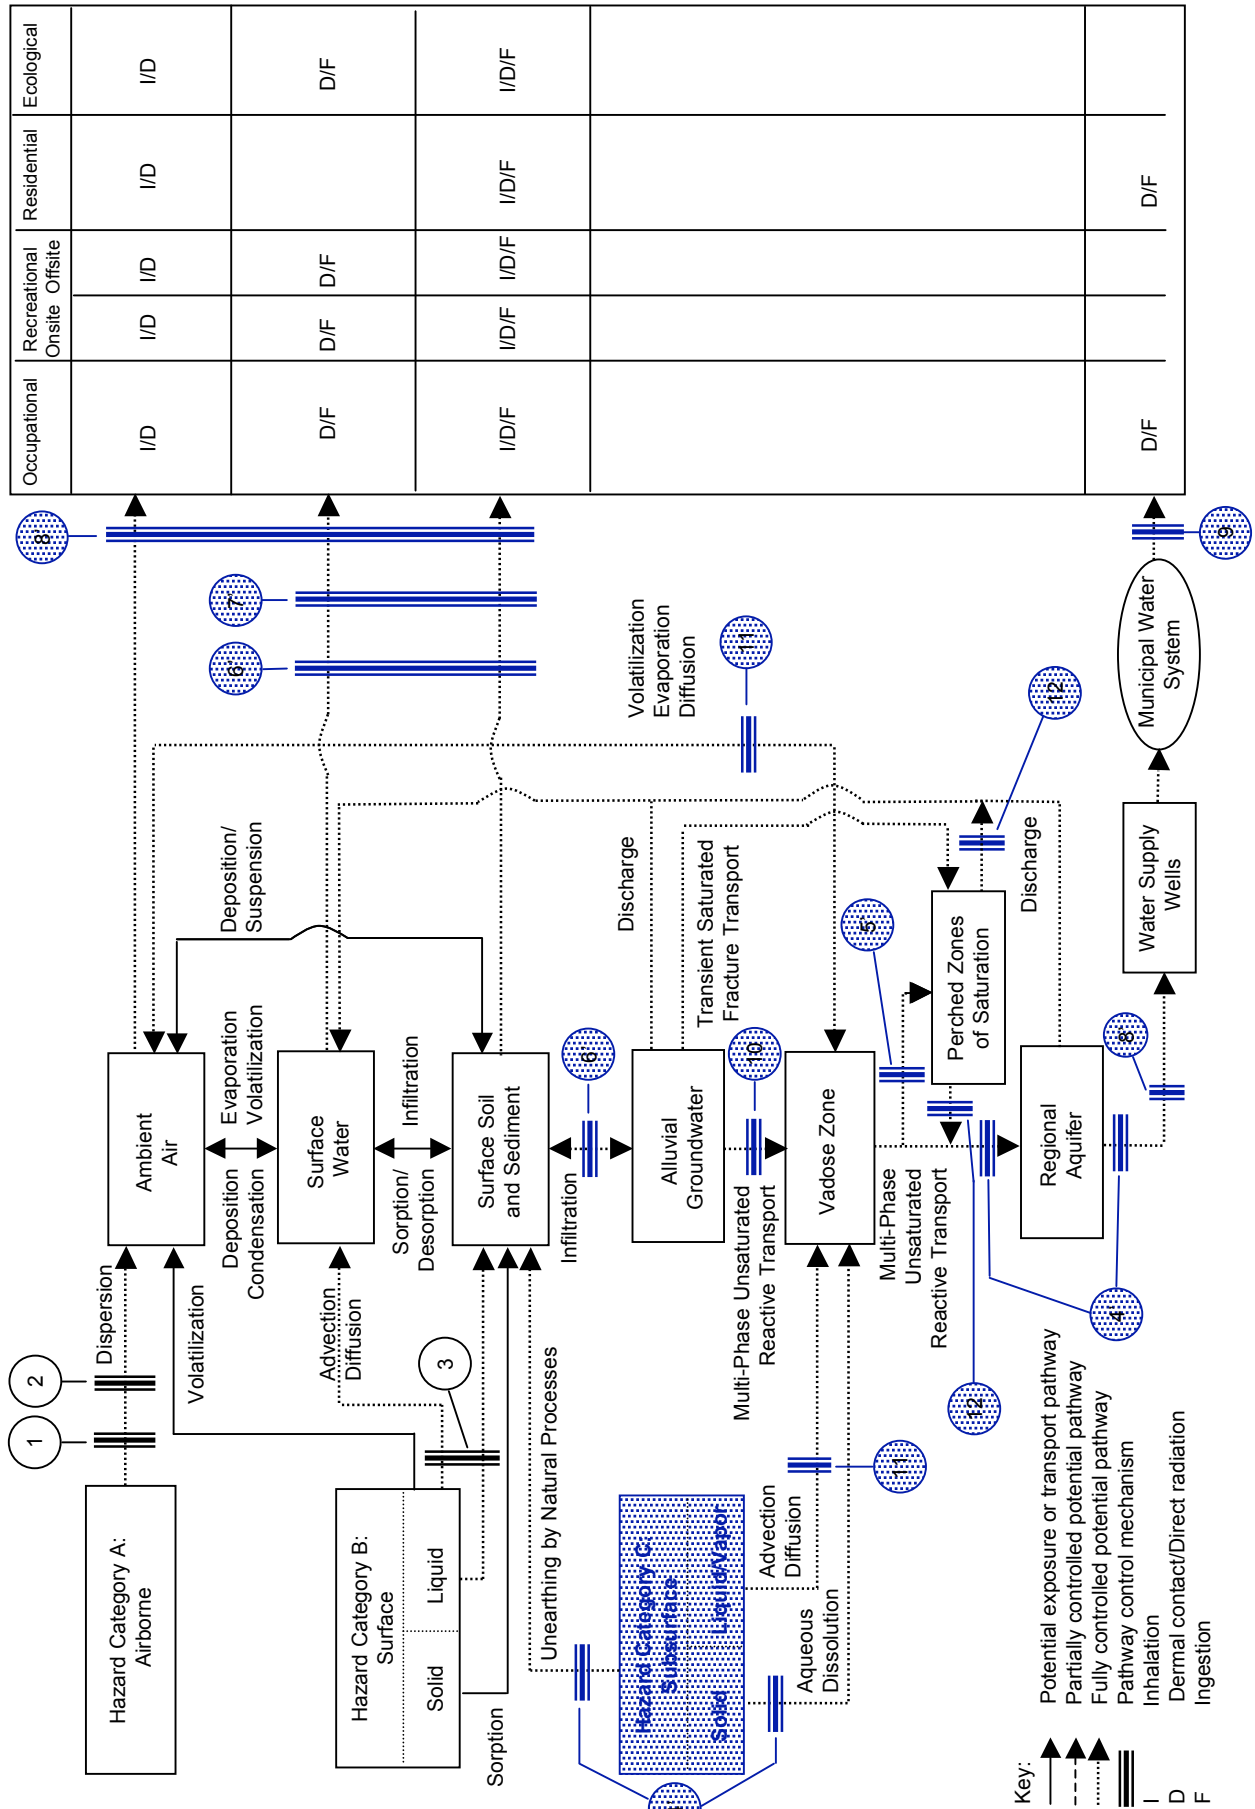 Hazard Category A:
Airborne
Hazard Category B:
Surface
Solid
Liquid
Hazard Category C:
Subsurface
Solid
Liquid/Vapor
1
2
3
Dispersion
Volatilization
Advection
Diffusion
Sorption
Unearthing by Natural Processes
Advection
Diffusion
Aqueous
Dissolution
11
Ambient
Air
Deposition
Condensation
Evaporation
Volatilization
Surface
Water
Sorption/
Desorption
Infiltration
Surface Soil
and Sediment
Infiltration
6
Alluvial
Groundwater
Multi-Phase Unsaturated
Reactive Transport
10
Vadose Zone
Multi-Phase
Unsaturated
Reactive Transport
5
12
4
Perched Zones
of Saturation
Regional
Aquifer
8
Deposition/
Suspension
Discharge
Transient Saturated
Fracture Transport
Volatilization
Evaporation
Diffusion
11
12
Discharge
Water Supply
Wells
Municipal Water
System
6
7
8
9
Occupational
Recreational
Onsite Offsite
Residential
Ecological
I/D
I/D
I/D
I/D
I/D
D/F
D/F
D/F
D/F
I/D/F
I/D/F
I/D/F
I/D/F
I/D/F
D/F
D/F
Key:
Potential exposure or transport pathway
Partially controlled potential pathway
Fully controlled potential pathway
Pathway control mechanism
I Inhalation
D Dermal contact/Direct radiation
F Ingestion